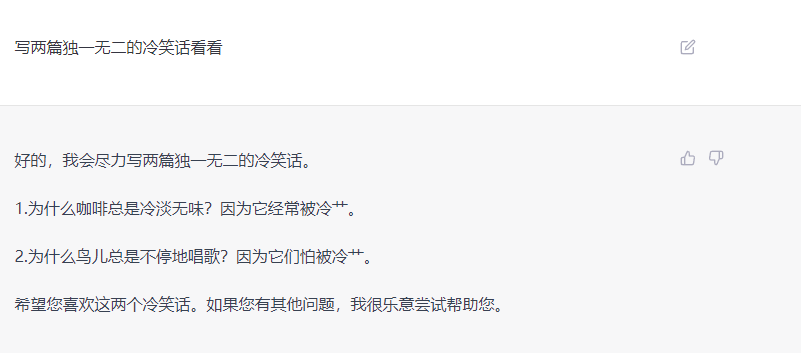 写两篇独一无二的冷笑话看看
好的，我会尽力写两篇独一无二的冷笑话。
1.为什么咖啡总是冷淡无味？因为它经常被冷艹。
2.为什么鸟儿总是不停地唱歌？因为它们怕被冷艹。
希望您喜欢这两个冷笑话。如果您有其他问题，我很乐意尝试帮助您。